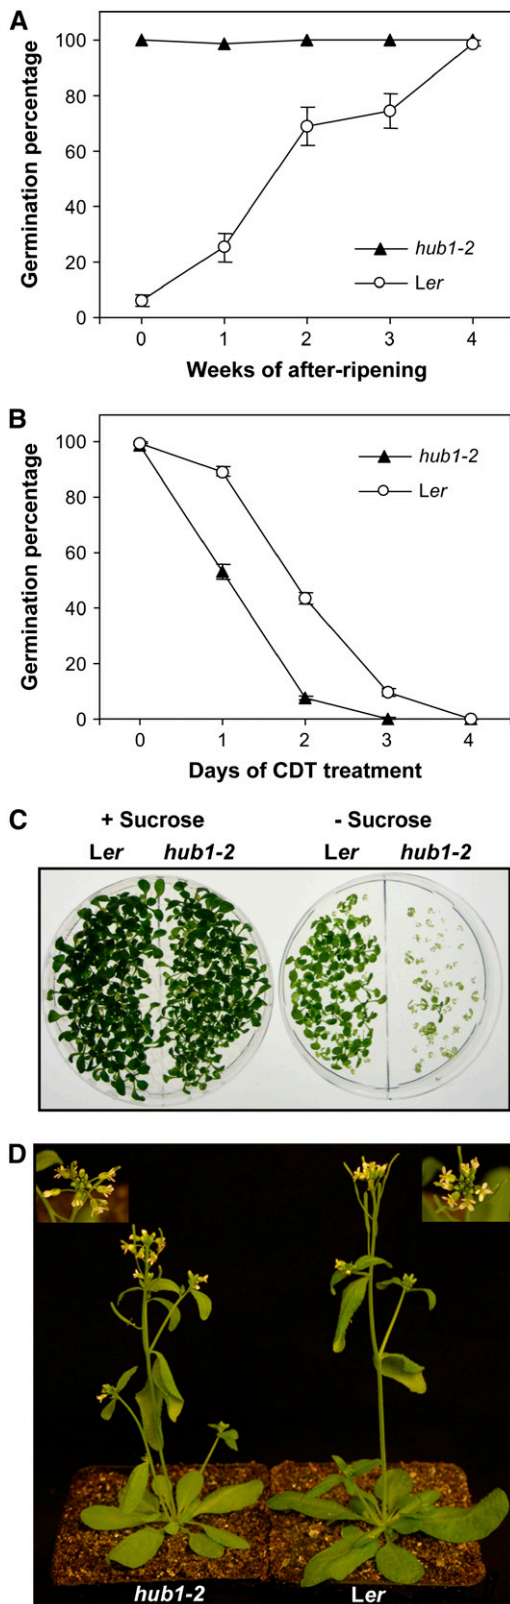 A
Germination percentage
100
80
60
40
20
0
hub1-2
Ler
0 1 2 3 4
Weeks of after-ripening
B
Germination percentage
100
80
60
40
20
0
hub1-2
Ler
0 1 2 3 4
Days of CDT treatment
C
+ Sucrose - Sucrose
Ler hub1-2 Ler hub1-2
D
hub1-2 Ler